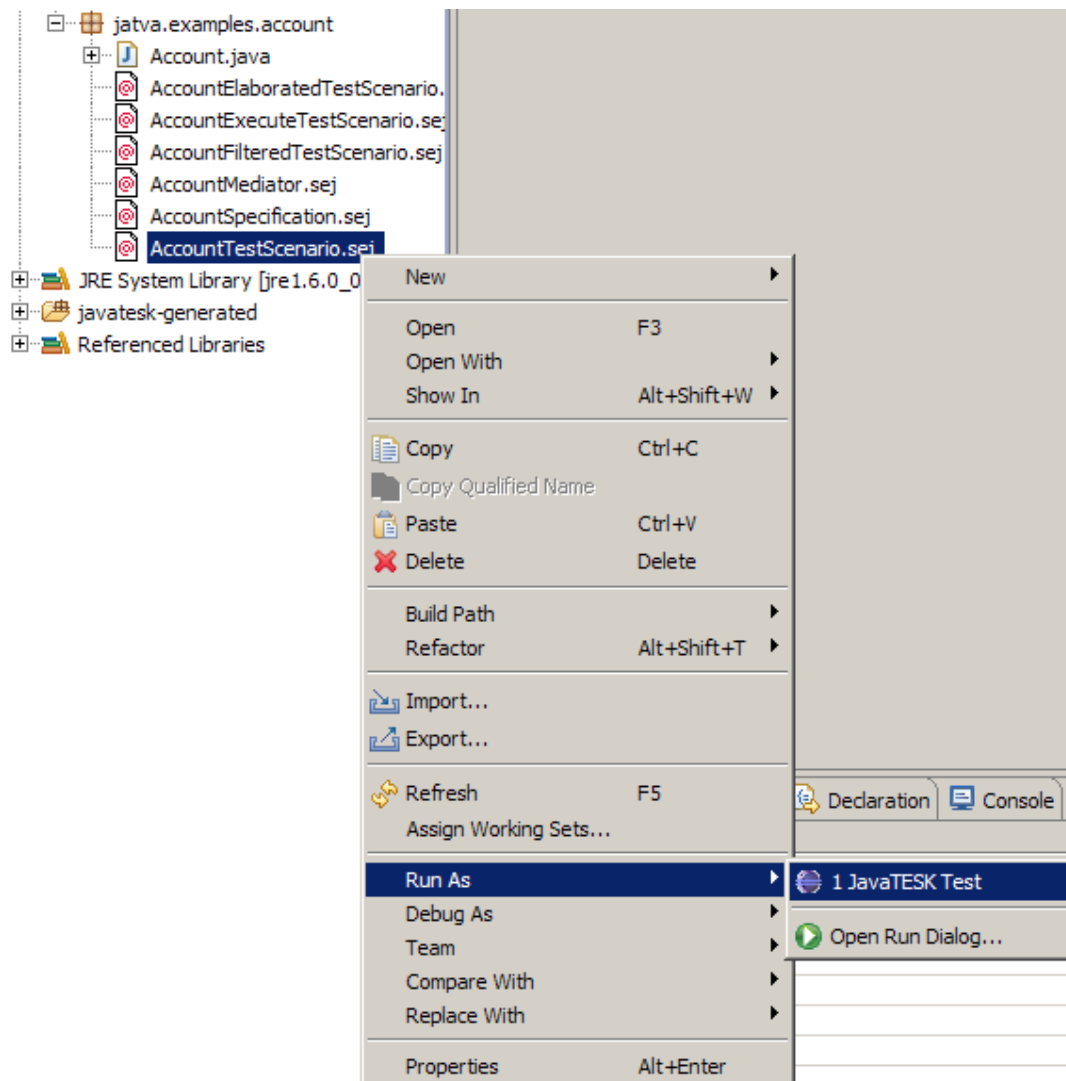 jatva.examples.account
Account.java
AccountElaboratedTestScenario.
AccountExecuteTestScenario.sej
AccountFilteredTestScenario.sej
AccountMediator.sej
AccountSpecification.sej
AccountTestScenario.sej
JRE System Library [jre1.6.0_0
javatesk-generated
Referenced Libraries
New
Open F3
Open With
Show In Alt+Shift+W
Copy Ctrl+C
Copy Qualified Name
Paste Ctrl+V
Delete Delete
Build Path
Refactor Alt+Shift+T
Import...
Export...
Refresh F5
Assign Working Sets...
Run As
Debug As
Team
Compare With
Replace With
Properties Alt+Enter
Declaration Console
1 JavaTESK Test
Open Run Dialog...